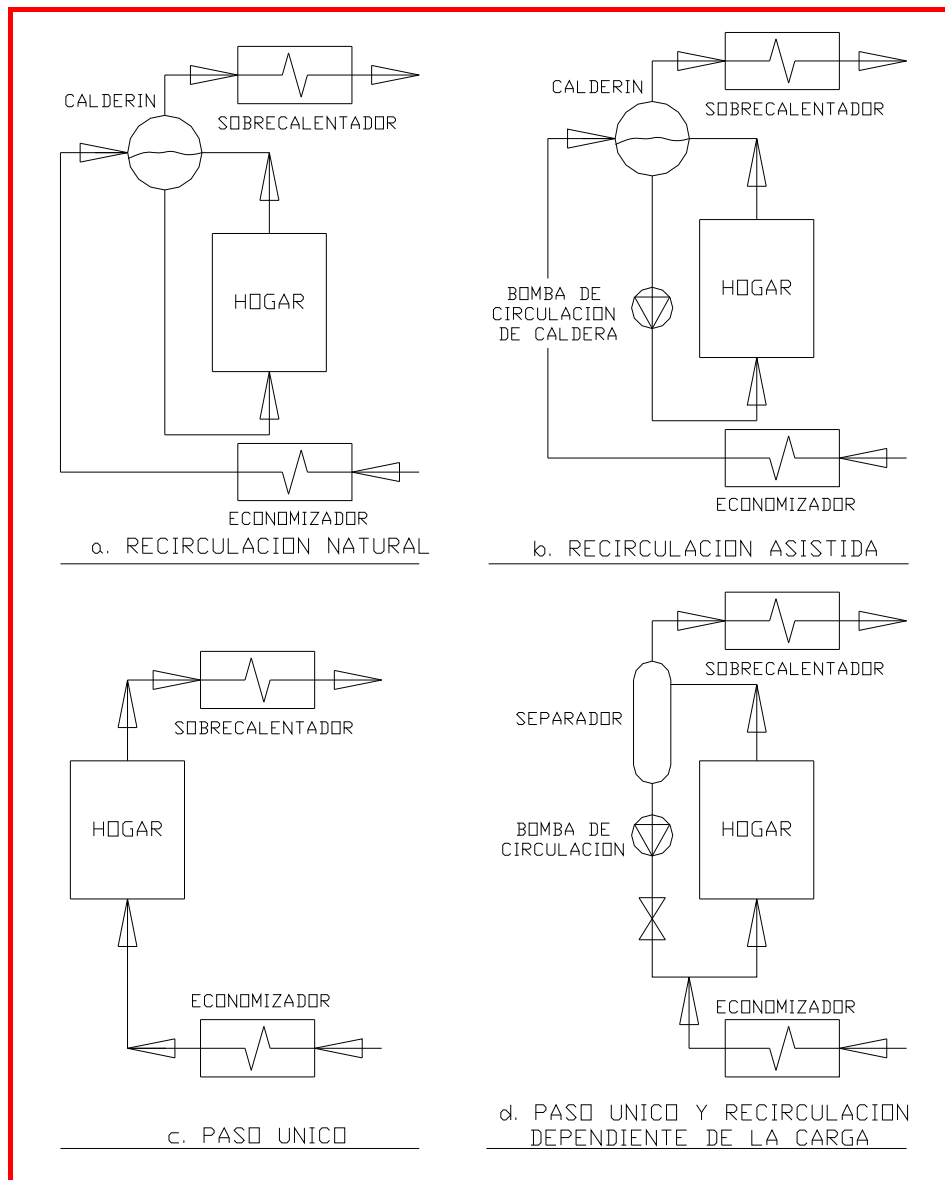 CALDERIN
SOBRECALENTADOR
HOGAR
ECONOMIZADOR
a. RECIRCULACION NATURAL
CALDERIN
SOBRECALENTADOR
BOMBA DE
CIRCULACION
DE CALDERA
HOGAR
ECONOMIZADOR
b. RECIRCULACION ASISTIDA
SOBRECALENTADOR
HOGAR
ECONOMIZADOR
c. PASO UNICO
SOBRECALENTADOR
SEPARADOR
BOMBA DE
CIRCULACION
HOGAR
ECONOMIZADOR
d. PASO UNICO Y RECIRCULACION
DEPENDIENTE DE LA CARGA